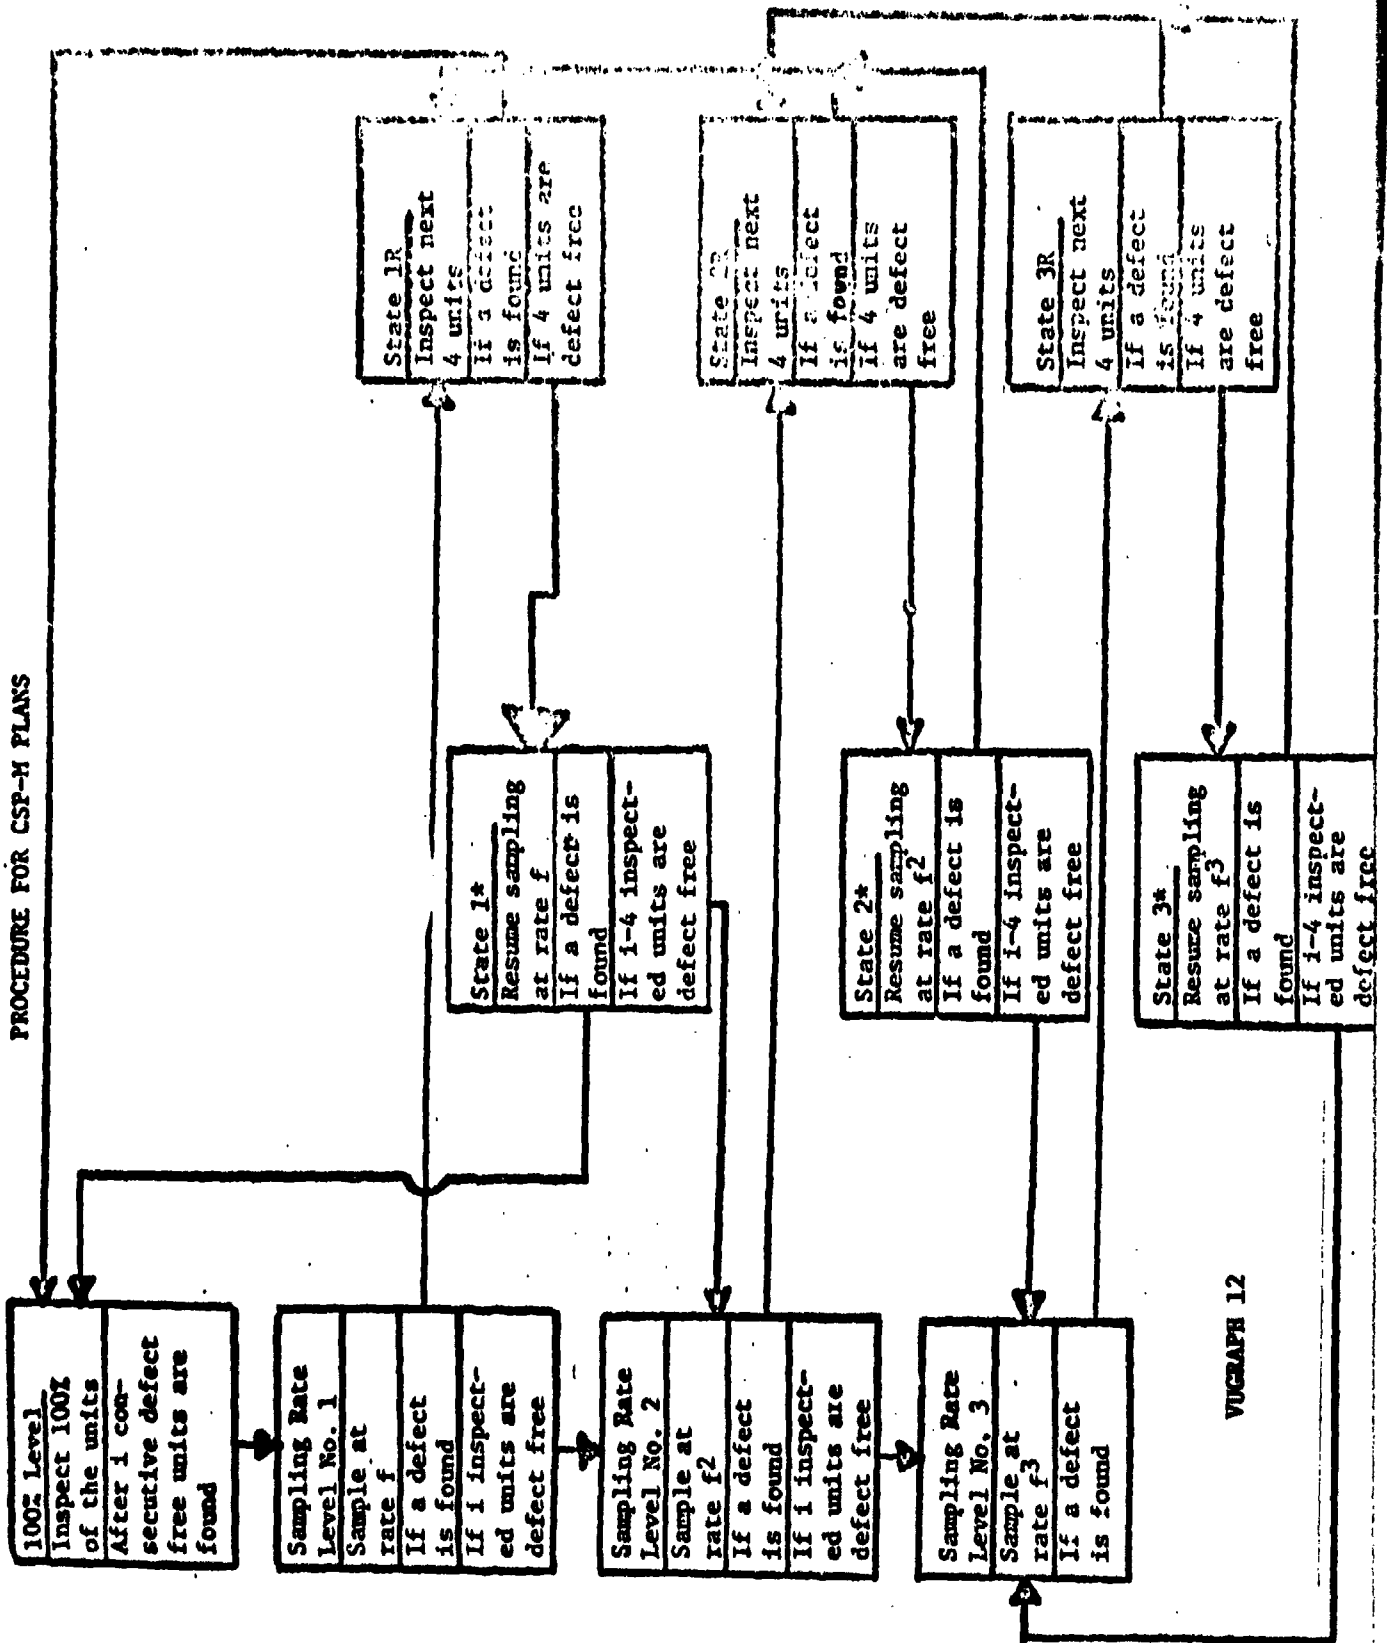 PROCEDURE FOR CSP-M PLANS
100% Level
Inspect 100%
of the units
After i con-
secutive defect
free units are
found
Sampling Rate
Level No. 1
Sample at
rate f
If a defect
is found
If i inspect-
ed units are
defect free
Sampling Rate
Level No. 2
Sample at
rate f²
If a defect
is found
If i inspect-
ed units are
defect free
Sampling Rate
Level No. 3
Sample at
rate f³
If a defect
is found
State 1*
Resume sampling
at rate f
If a defect is
found
If i-4 inspect-
ed units are
defect free
State 2*
Resume sampling
at rate f²
If a defect is
found
If i-4 inspect-
ed units are
defect free
State 3*
Resume sampling
at rate f³
If a defect is
found
If i-4 inspect-
ed units are
defect free
State 1R
Inspect next
4 units
If a defect
is found
If 4 units are
defect free
State 2R
Inspect next
4 units
If a defect
is found
If 4 units
are defect
free
State 3R
Inspect next
4 units
If a defect
is found
If 4 units
are defect
free
VUGRAPH 12